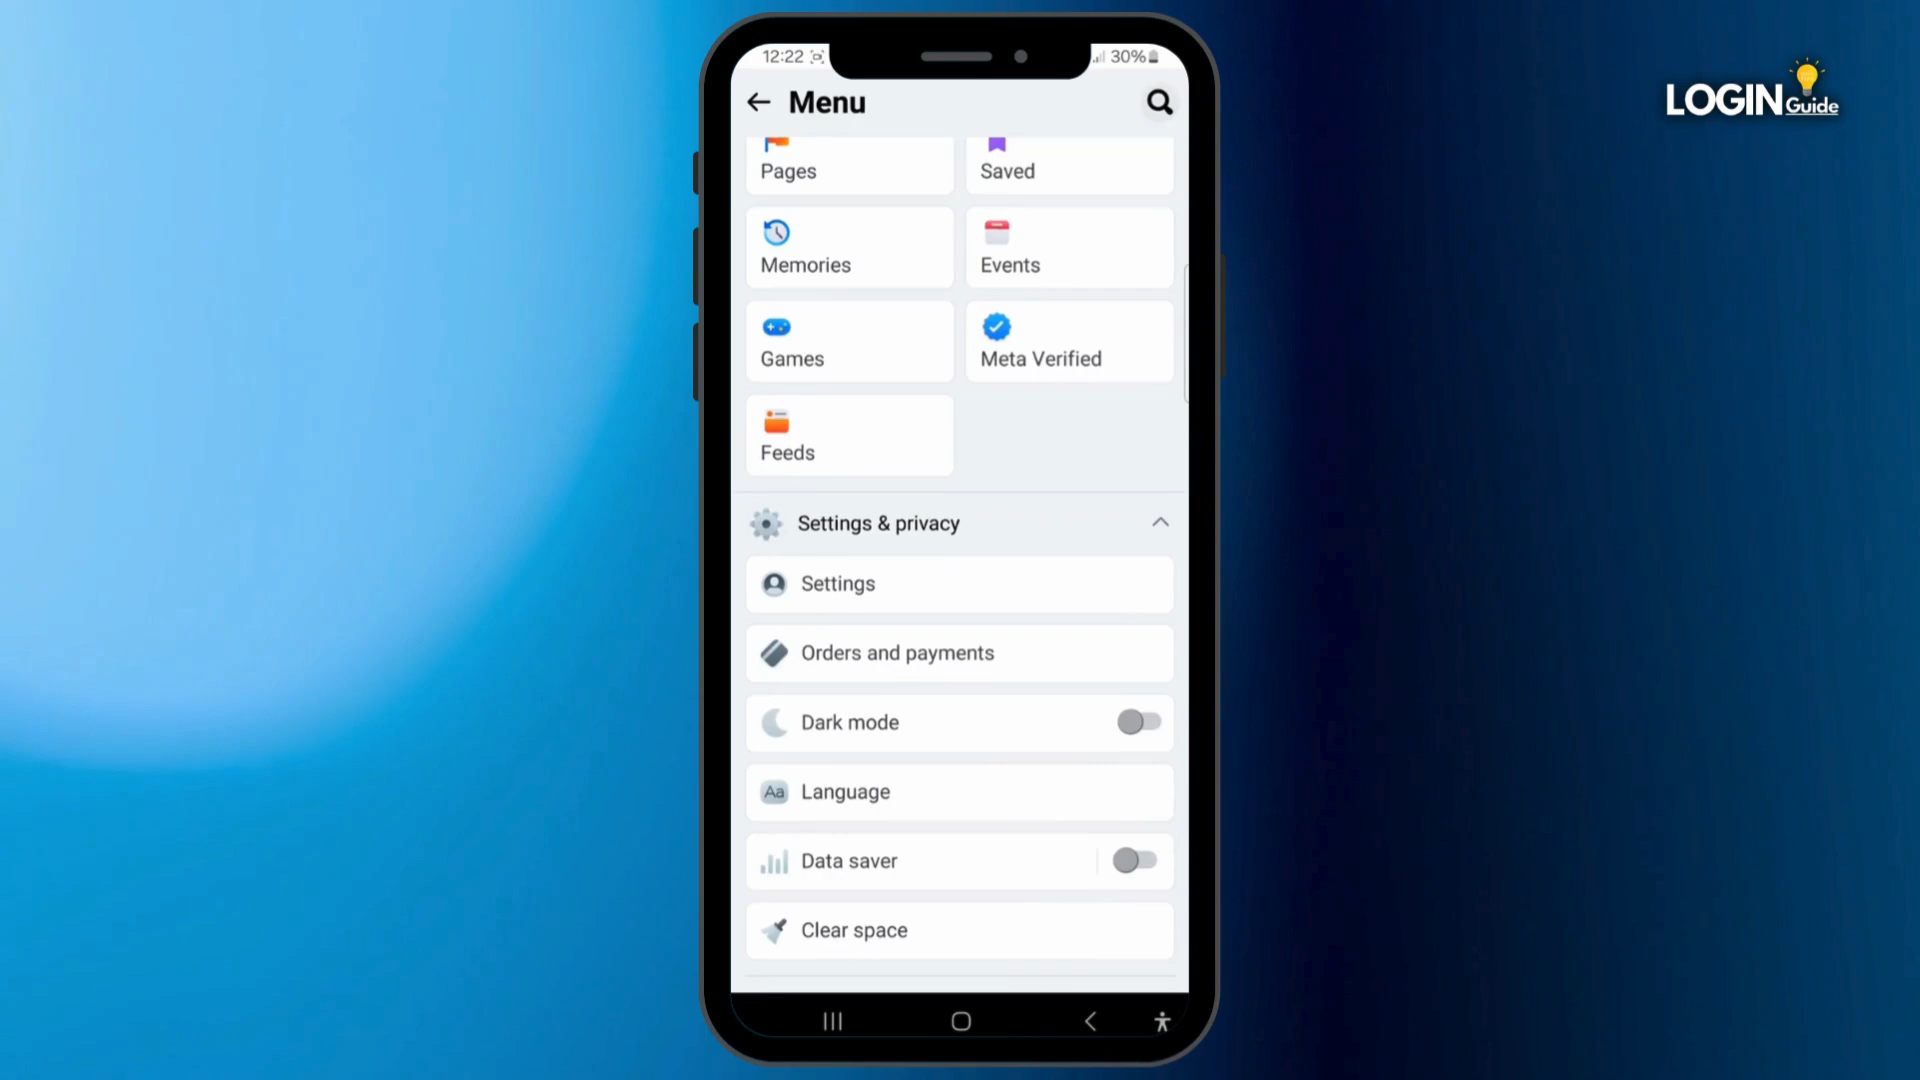 12:22 30%
LOGIN Guide
Menu
Pages Saved
Memories Events
Games Meta Verified
Feeds
Settings & privacy
Settings
Orders and payments
Dark mode
Aa Language
Data saver
Clear space